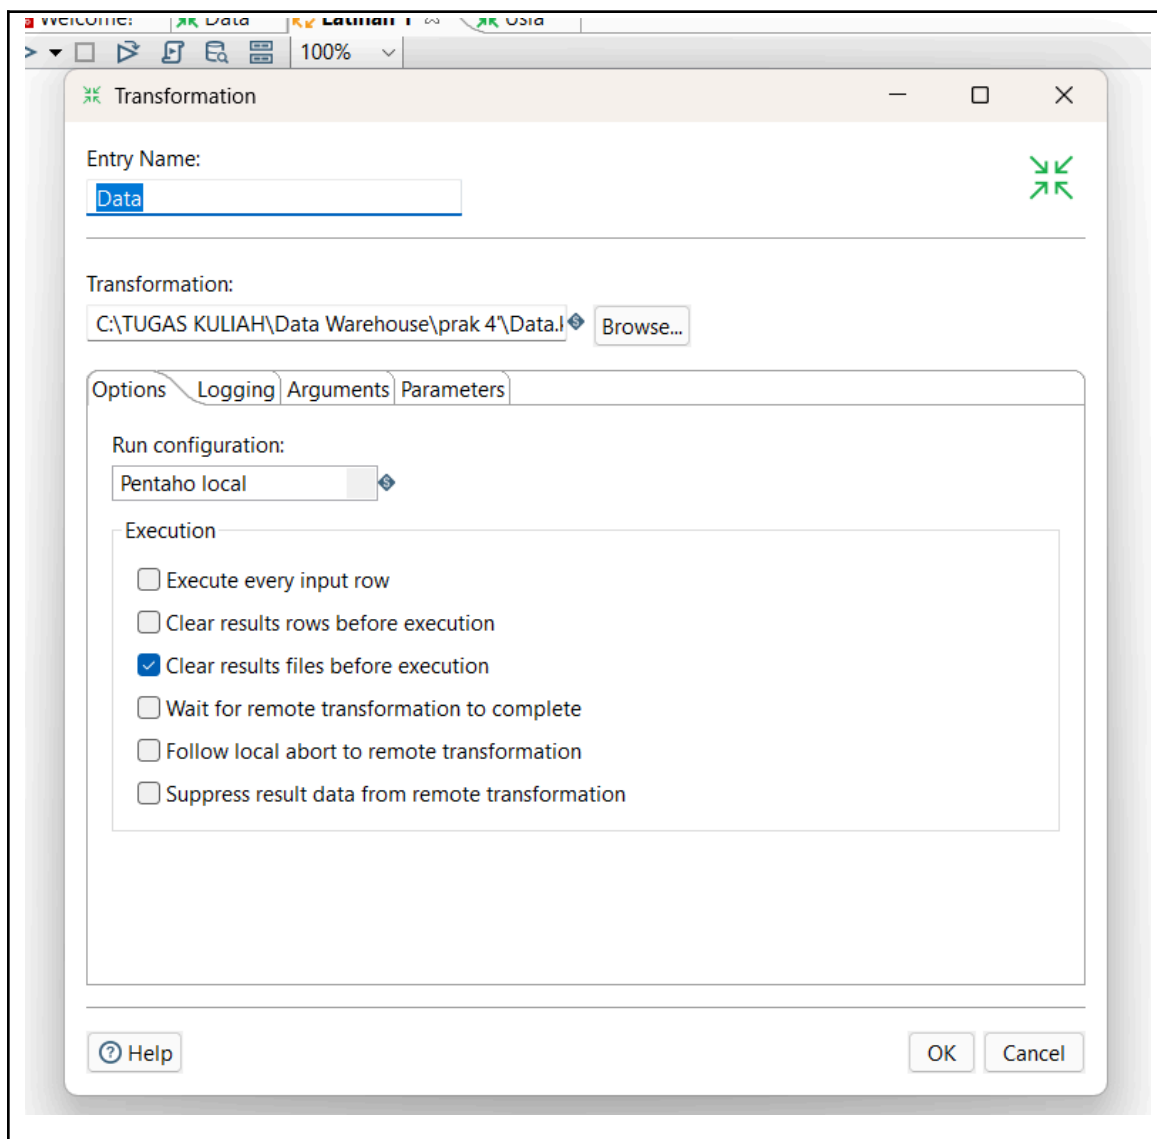 Welcome! Data Latihan 1 Usia
100%
Transformation
Entry Name:
Data
Transformation:
C:\TUGAS KULIAH\Data Warehouse\prak 4'\Data.
Browse...
Options Logging Arguments Parameters
Run configuration:
Pentaho local
Execution
Execute every input row
Clear results rows before execution
Clear results files before execution
Wait for remote transformation to complete
Follow local abort to remote transformation
Suppress result data from remote transformation
Help OK Cancel